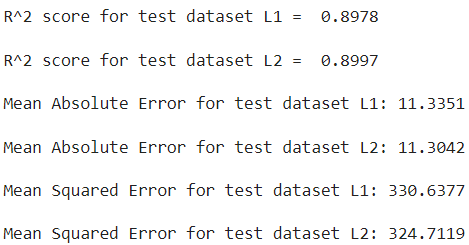 R^2 score for test dataset L1 =  0.8978
R^2 score for test dataset L2 =  0.8997
Mean Absolute Error for test dataset L1: 11.3351
Mean Absolute Error for test dataset L2: 11.3042
Mean Squared Error for test dataset L1: 330.6377
Mean Squared Error for test dataset L2: 324.7119